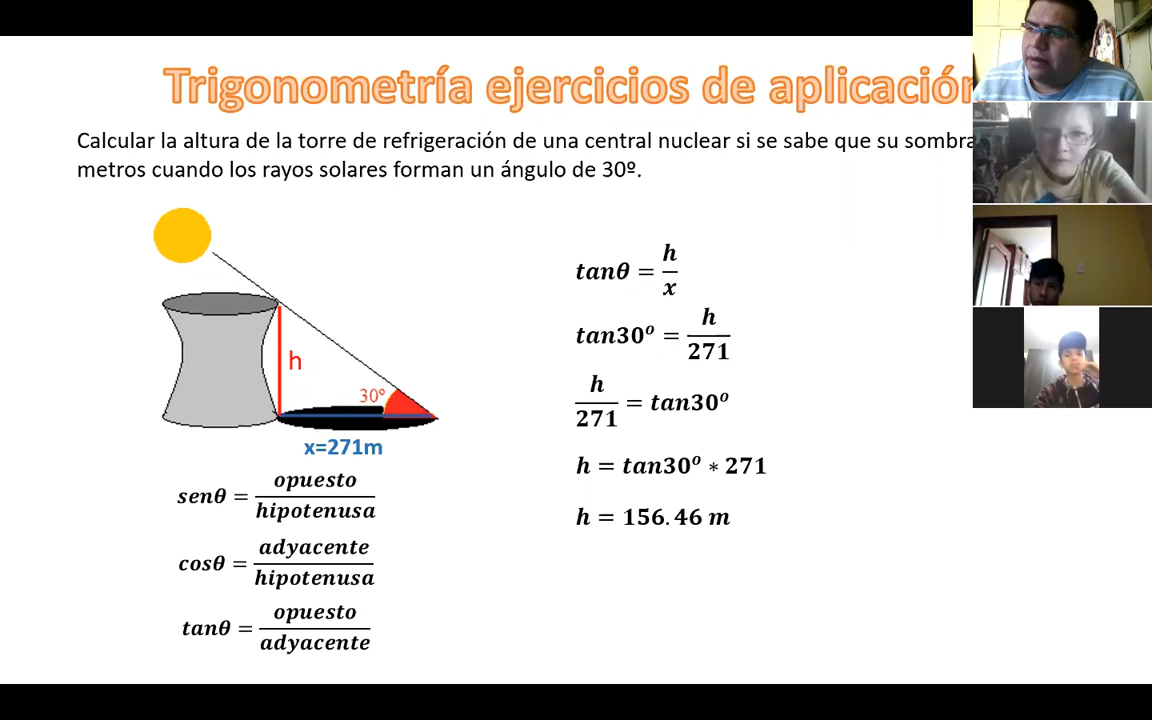 Trigonometría ejercicios de aplicación
Calcular la altura de la torre de refrigeración de una central nuclear si se sabe que su sombra
metros cuando los rayos solares forman un ángulo de 30º.
h
30º
x=271m
senθ = opuesto / hipotenusa
cosθ = adyacente / hipotenusa
tanθ = opuesto / adyacente
tanθ = h / x
tan30º = h / 271
h / 271 = tan30º
h = tan30º * 271
h = 156.46 m